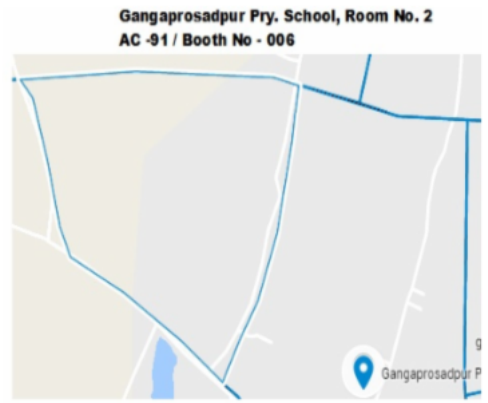 Gangaprosadpur Pry. School, Room No. 2
AC -91 / Booth No - 006
g
Gangaprosadpur P